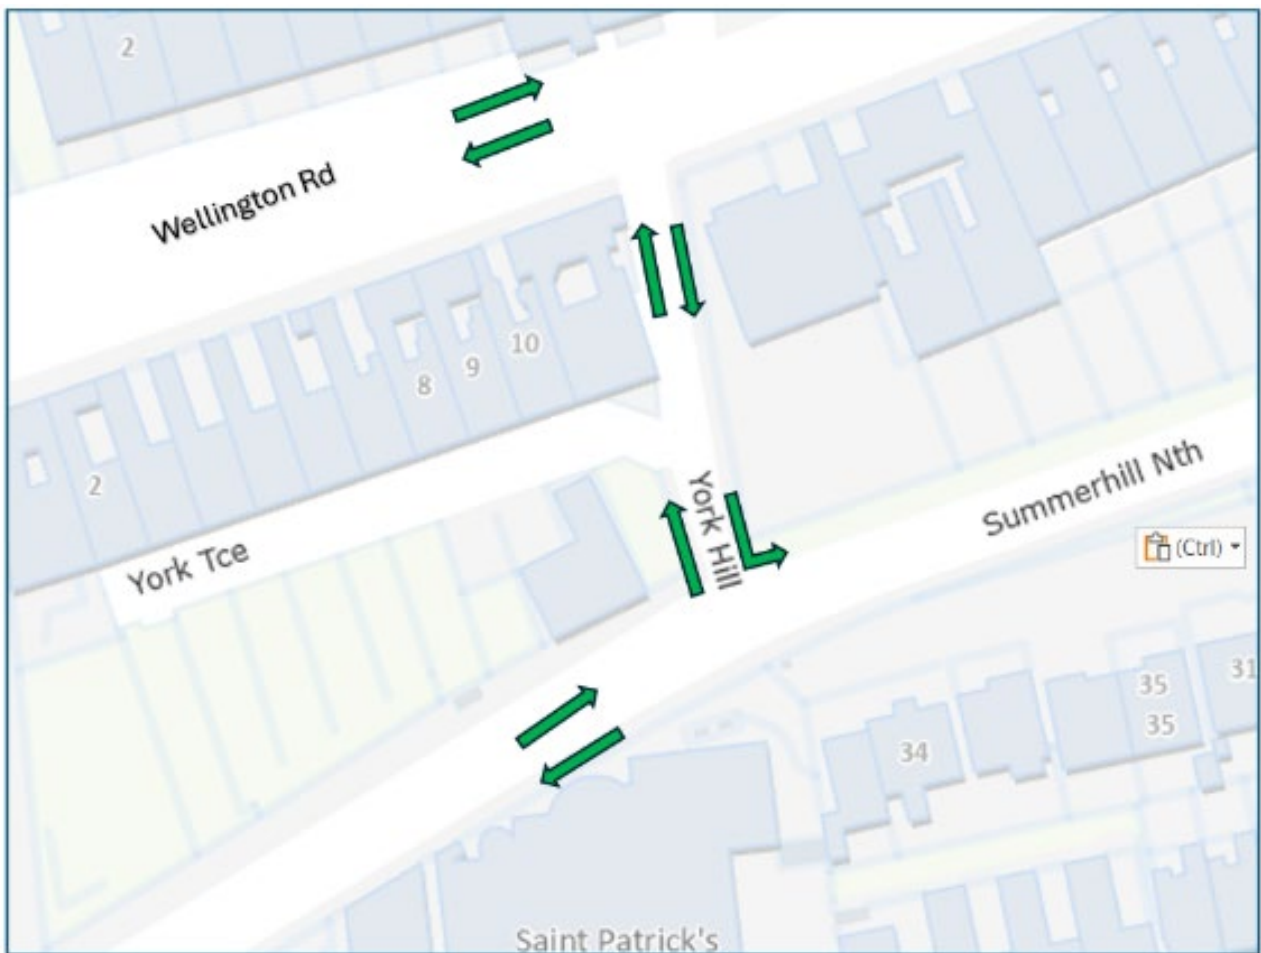 2
Wellington Rd
10
9
8
2
Summerhill Nth
York Hill
(Ctrl)
York Tce
31
35
35
34
Saint Patrick's